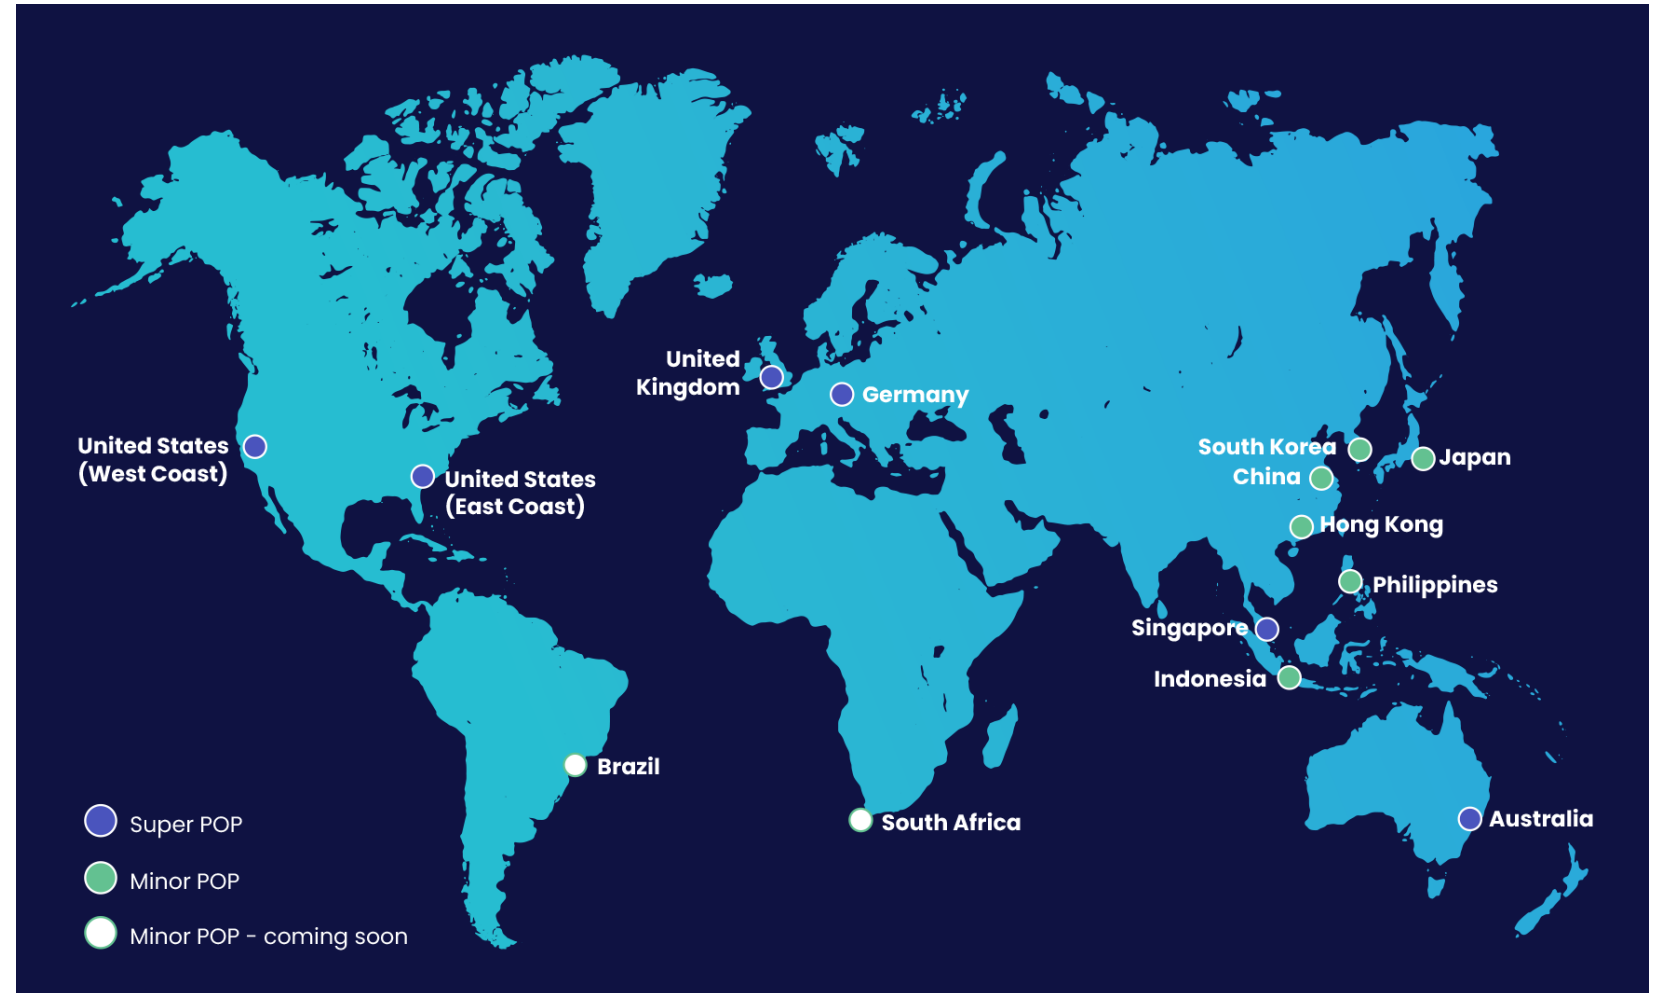 United
Kingdom
Germany
United States
(West Coast)
United States
(East Coast)
South Korea
Japan
China
Hong Kong
Philippines
Singapore
Indonesia
Brazil
South Africa
Australia
Super POP
Minor POP
Minor POP - coming soon